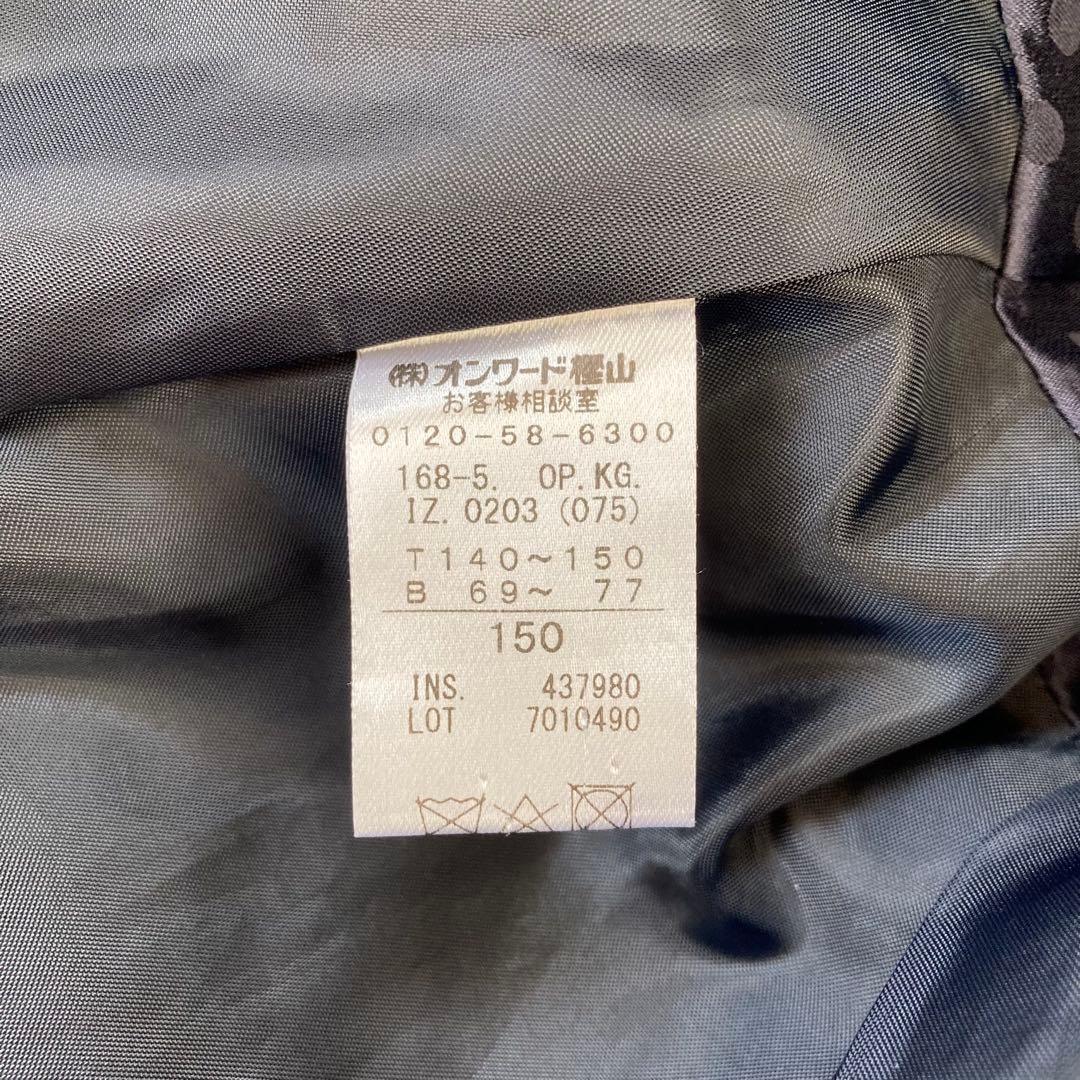 (株)オンワード樫山
お客様相談室
0120-58-6300
168-5. OP.KG.
IZ.0203(075)
T140～150
B 69～ 77
150
INS. 437980
LOT 7010490